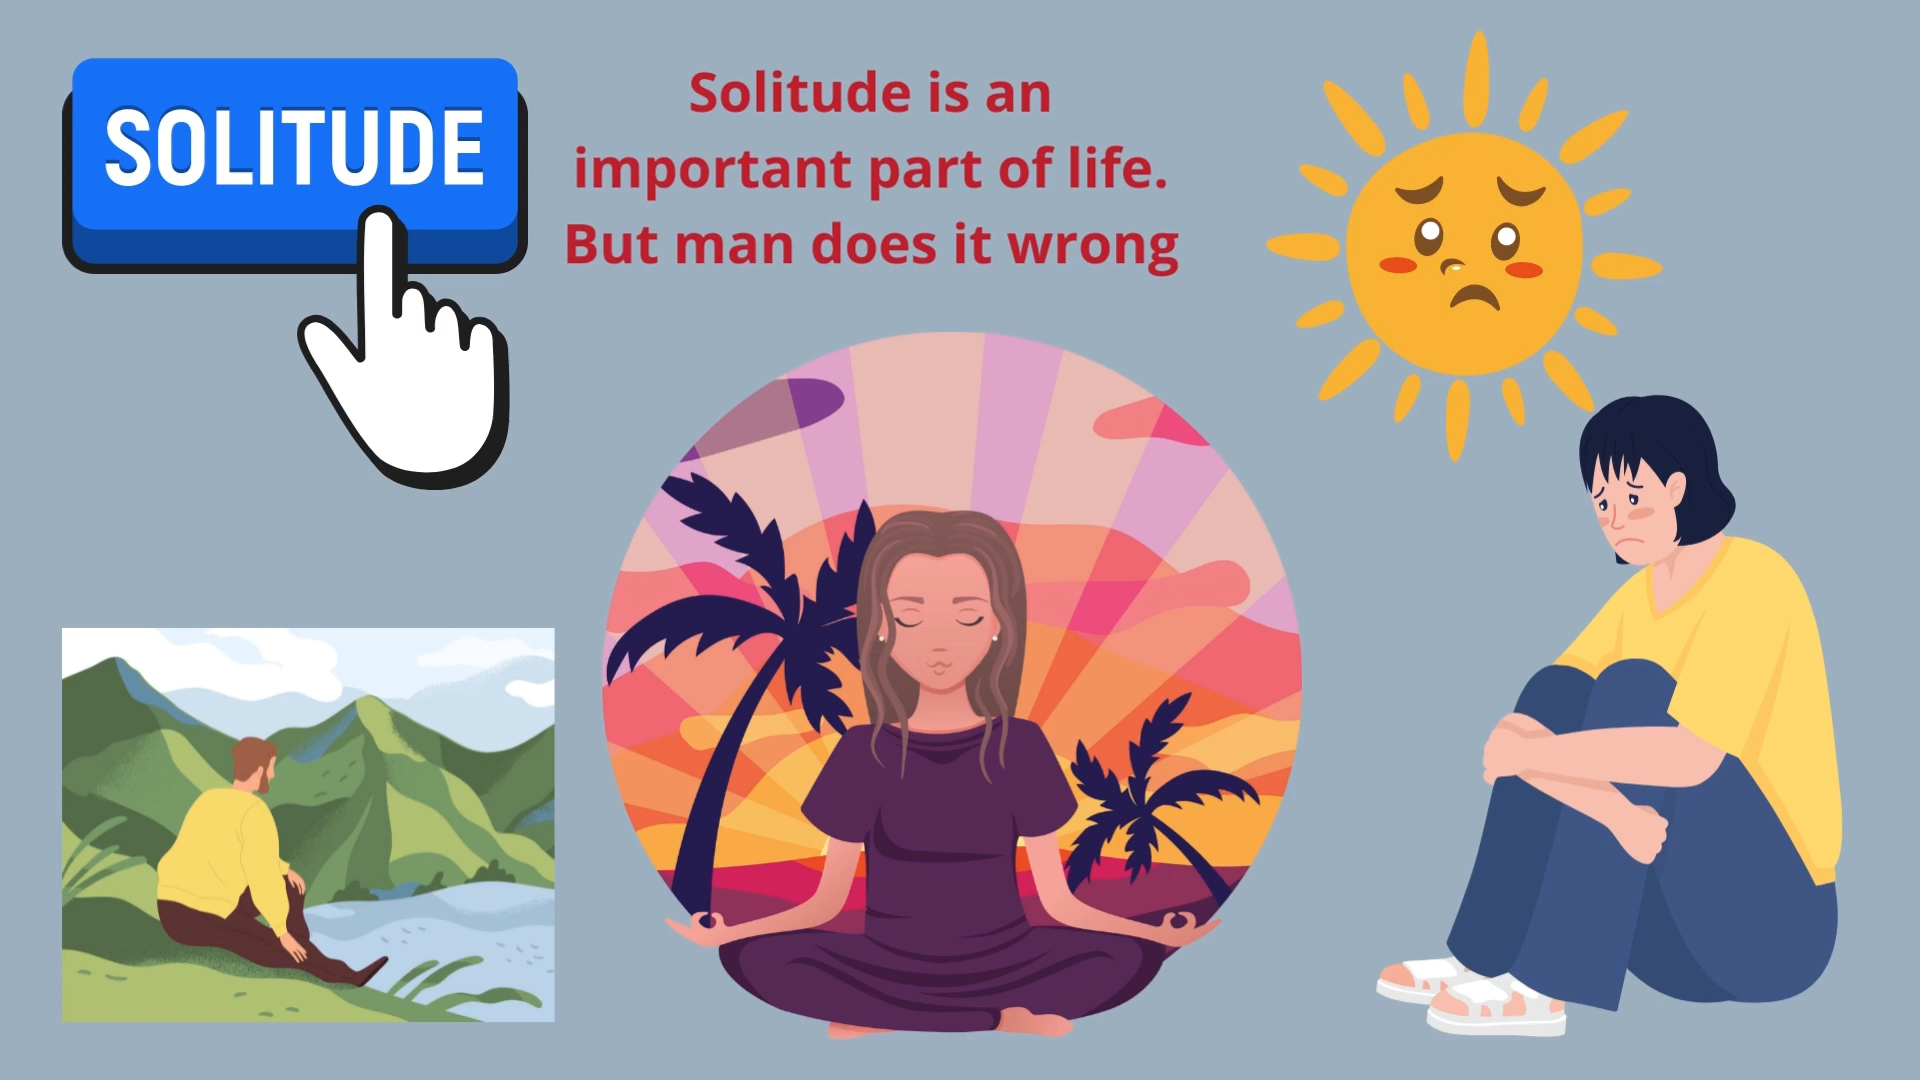 SOLITUDE
Solitude is an
important part of life.
But man does it wrong